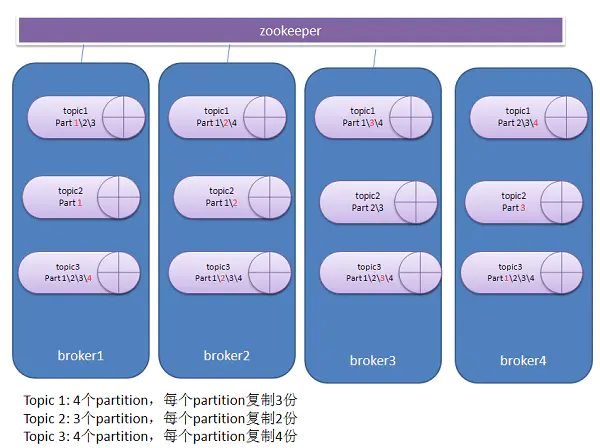 zookeeper
topic1
Part 1\2\3
topic2
Part 1
topic3
Part 1\2\3\4
broker1
topic1
Part 1\2\4
topic2
Part 1\2
topic3
Part 1\2\3\4
broker2
topic1
Part 1\3\4
topic2
Part 2\3
topic3
Part 1\2\3\4
broker3
topic1
Part 2\3\4
topic2
Part 3
topic3
Part 1\2\3\4
broker4
Topic 1: 4个partition，每个partition复制3份
Topic 2: 3个partition，每个partition复制2份
Topic 3: 4个partition，每个partition复制4份